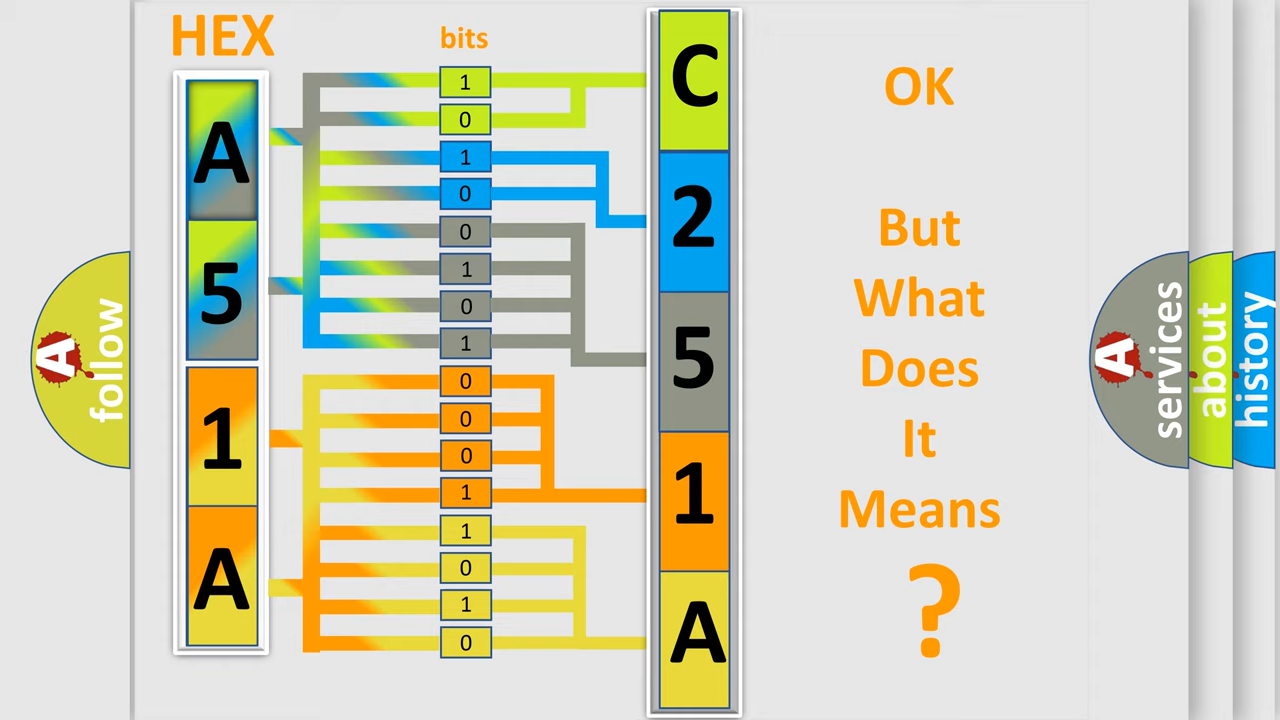 HEX
bits
A
5
1
A
1
0
1
0
0
1
0
1
0
0
0
1
1
0
1
0
C
2
5
1
A
OK
But
What
Does
It
Means
?
A
follow
A
services
about
history